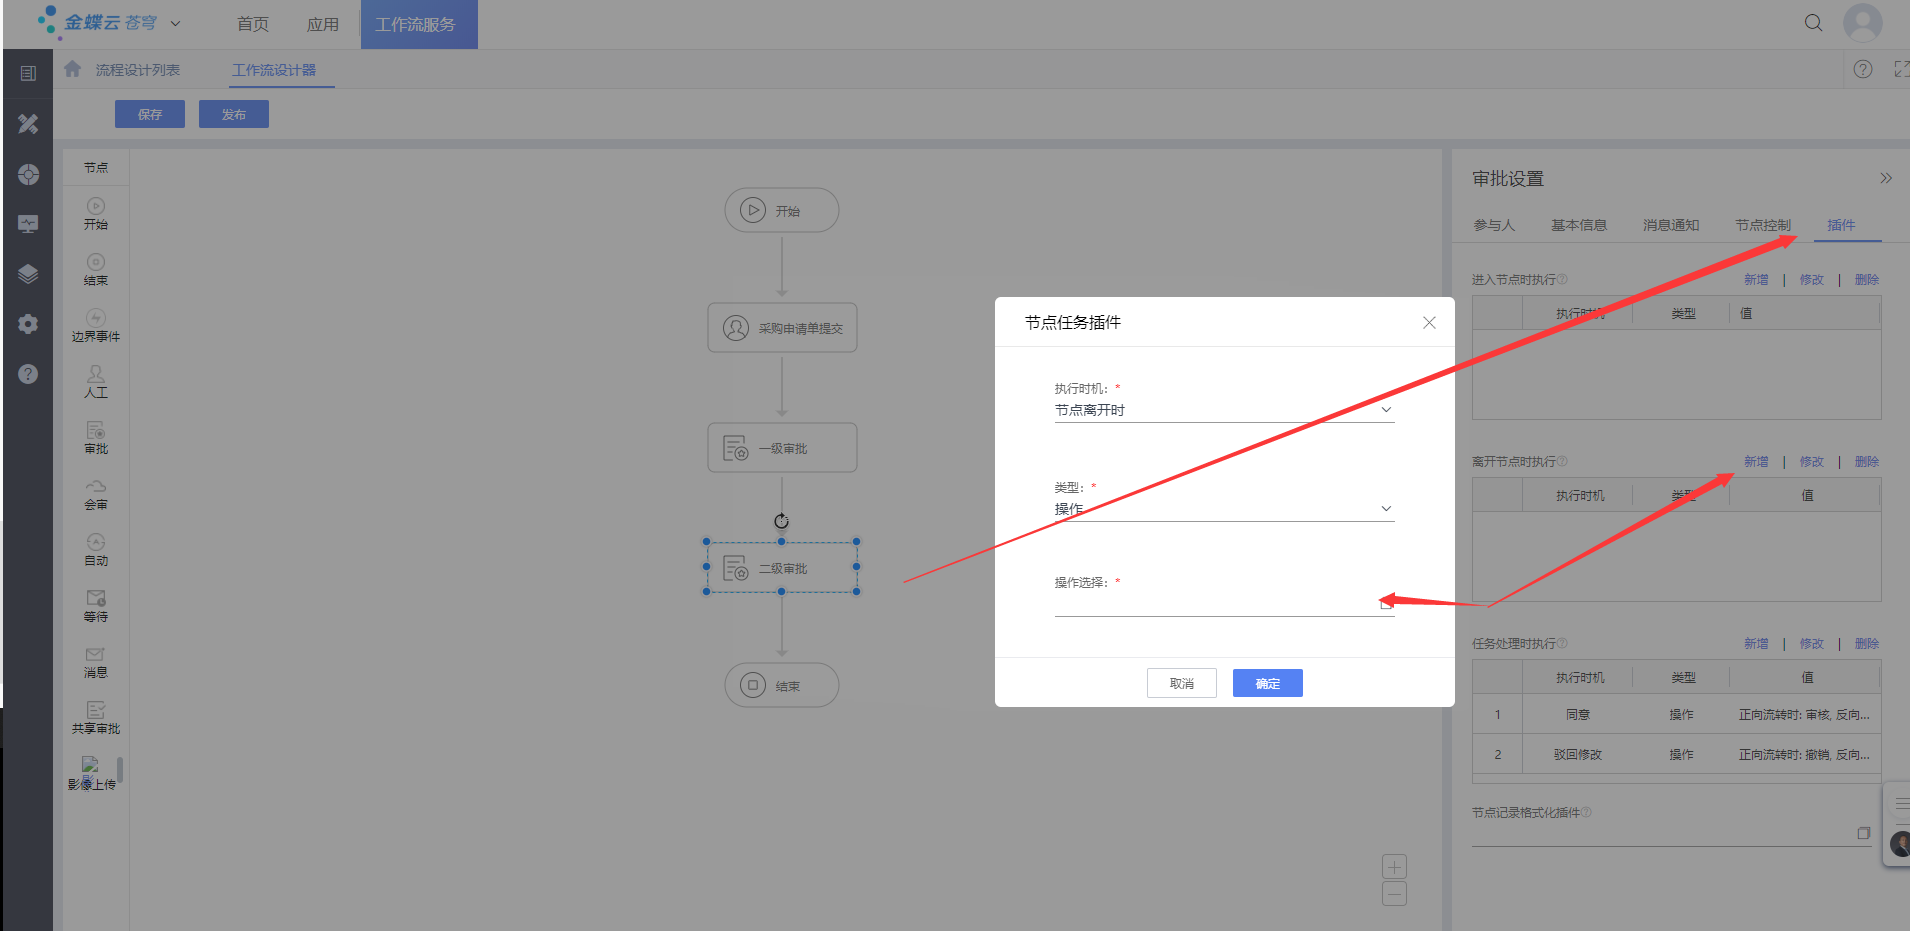 金蝶云 苍穹
首页 应用 工作流服务
流程设计列表 工作流设计器
保存 发布
节点
开始
结束
边界事件
人工
审批
会审
自动
等待
消息
共享审批
影像上传
开始
采购申请单提交
一级审批
二级审批
结束
节点任务插件
执行时机: *
节点离开时
类型: *
操作
操作选择: *
取消 确定
审批设置
参与人 基本信息 消息通知 节点控制 插件
进入节点时执行 新增 | 修改 | 删除
执行时机 类型 值
离开节点时执行 新增 | 修改 | 删除
执行时机 类型 值
任务处理时执行 新增 | 修改 | 删除
执行时机 类型 值
1 同意 操作 正向流转时: 审核, 反向...
2 驳回修改 操作 正向流转时: 撤销, 反向...
节点记录格式化插件